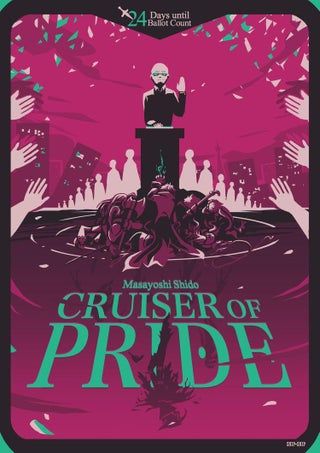 24 Days until
Ballot Count
Masayoshi Shido
CRUISER OF
PRIDE